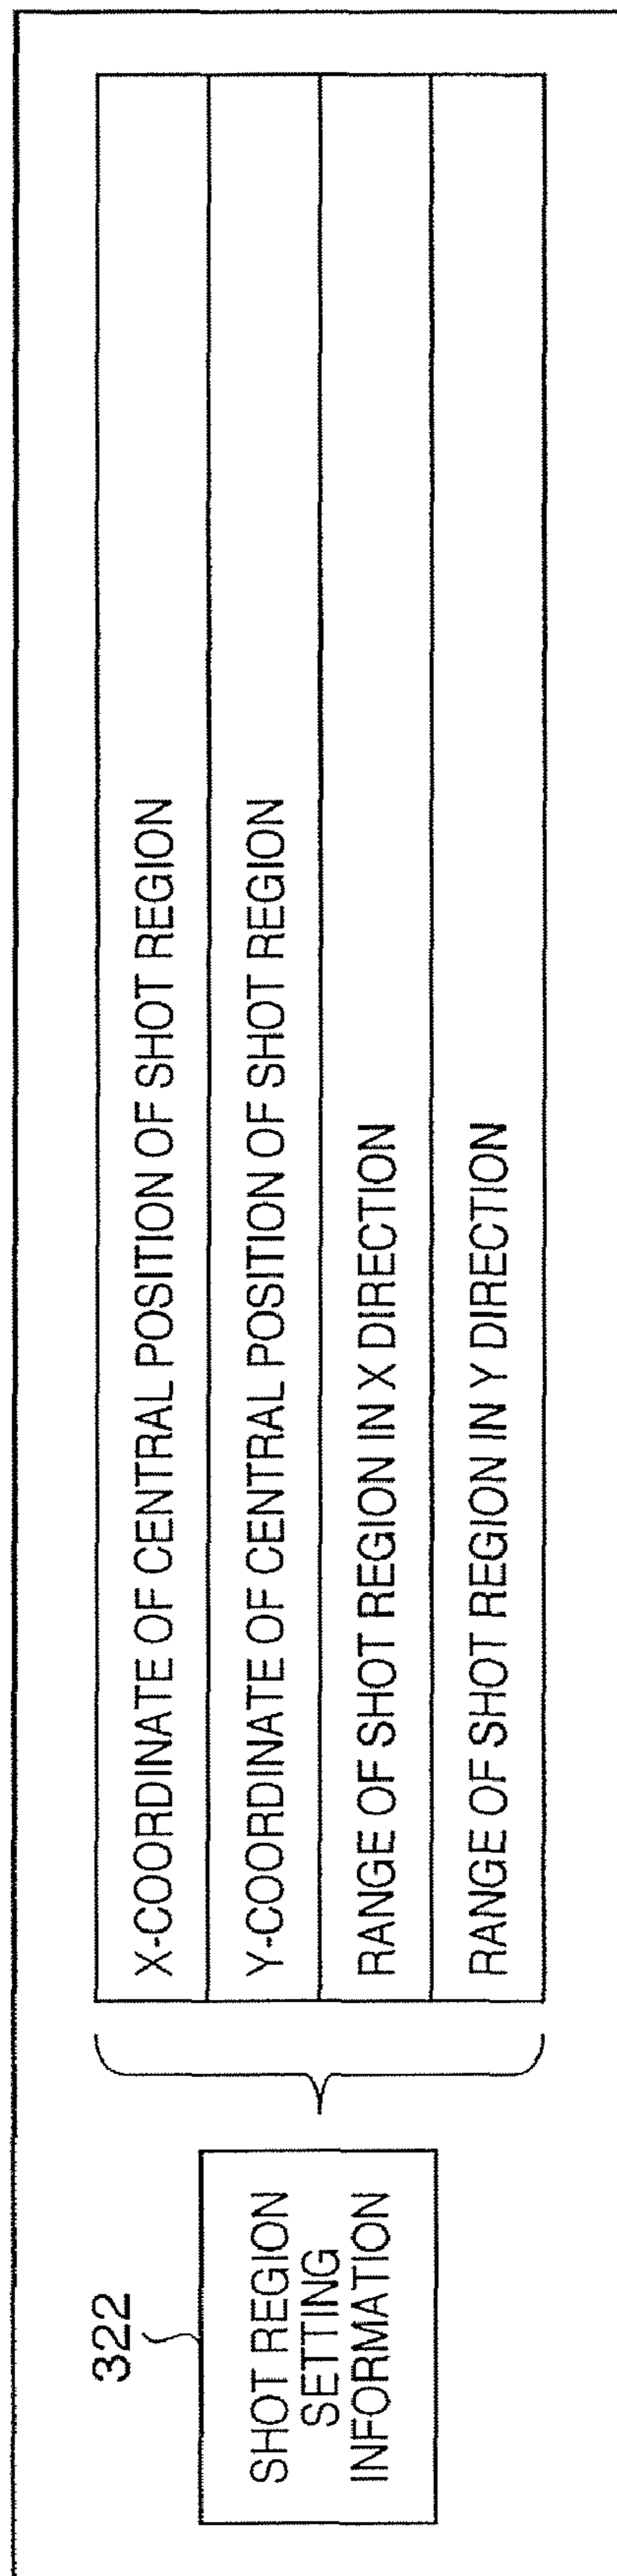 322
SHOT REGION
SETTING
INFORMATION
X-COORDINATE OF CENTRAL POSITION OF SHOT REGION
Y-COORDINATE OF CENTRAL POSITION OF SHOT REGION
RANGE OF SHOT REGION IN X DIRECTION
RANGE OF SHOT REGION IN Y DIRECTION